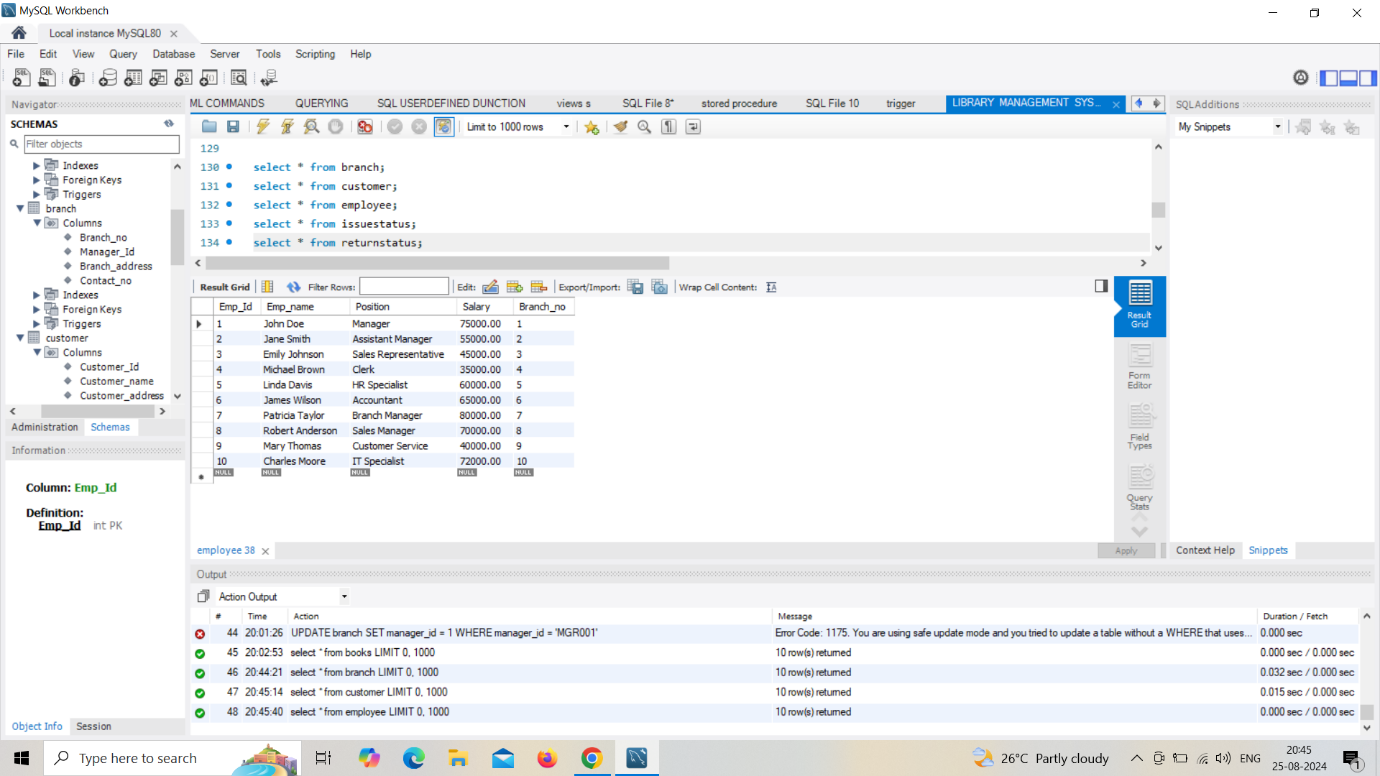 MySQL Workbench
Local instance MySQL80
File Edit View Query Database Server Tools Scripting Help
Navigator
SCHEMAS
Filter objects
Indexes
Foreign Keys
Triggers
branch
Columns
Branch_no
Manager_Id
Branch_address
Contact_no
Indexes
Foreign Keys
Triggers
customer
Columns
Customer_Id
Customer_name
Customer_address
Administration Schemas
Information
Column: Emp_Id
Definition:
Emp_Id int PK
Object Info Session
ML COMMANDS QUERYING SQL USERDEFINED DUNCTION views s SQL File 8* stored procedure SQL File 10 trigger LIBRARY MANAGEMENT SYS...
Limit to 1000 rows
129
130 select * from branch;
131 select * from customer;
132 select * from employee;
133 select * from issuestatus;
134 select * from returnstatus;
Result Grid Filter Rows: Edit: Export/Import: Wrap Cell Content:
Emp_Id Emp_name Position Salary Branch_no
1 John Doe Manager 75000.00 1
2 Jane Smith Assistant Manager 55000.00 2
3 Emily Johnson Sales Representative 45000.00 3
4 Michael Brown Clerk 35000.00 4
5 Linda Davis HR Specialist 60000.00 5
6 James Wilson Accountant 65000.00 6
7 Patricia Taylor Branch Manager 80000.00 7
8 Robert Anderson Sales Manager 70000.00 8
9 Mary Thomas Customer Service 40000.00 9
10 Charles Moore IT Specialist 72000.00 10
NULL NULL NULL NULL NULL
Result
Grid
Form
Editor
Field
Types
Query
Stats
employee 38
Apply
SQLAdditions
My Snippets
Context Help Snippets
Output
Action Output
# Time Action Message Duration / Fetch
44 20:01:26 UPDATE branch SET manager_id = 1 WHERE manager_id = 'MGR001' Error Code: 1175. You are using safe update mode and you tried to update a table without a WHERE that uses... 0.000 sec
45 20:02:53 select * from books LIMIT 0, 1000 10 row(s) returned 0.000 sec / 0.000 sec
46 20:44:21 select * from branch LIMIT 0, 1000 10 row(s) returned 0.032 sec / 0.000 sec
47 20:45:14 select * from customer LIMIT 0, 1000 10 row(s) returned 0.015 sec / 0.000 sec
48 20:45:40 select * from employee LIMIT 0, 1000 10 row(s) returned 0.000 sec / 0.000 sec
Type here to search
26°C Partly cloudy
ENG
20:45
25-08-2024
1